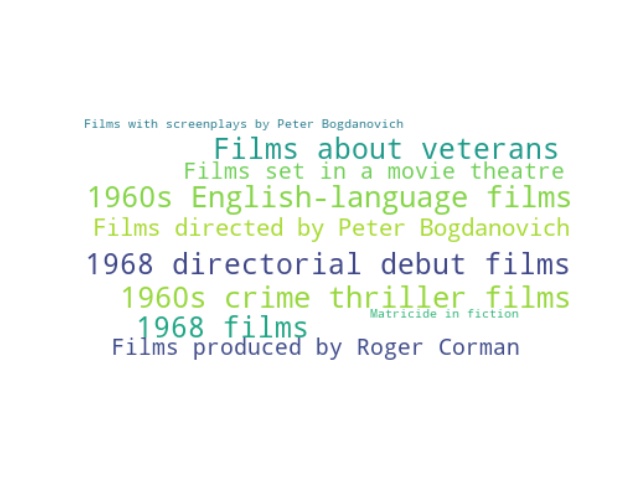 Films with screenplays by Peter Bogdanovich
Films about veterans
Films set in a movie theatre
1960s English-language films
Films directed by Peter Bogdanovich
1968 directorial debut films
1960s crime thriller films
Matricide in fiction
1968 films
Films produced by Roger Corman